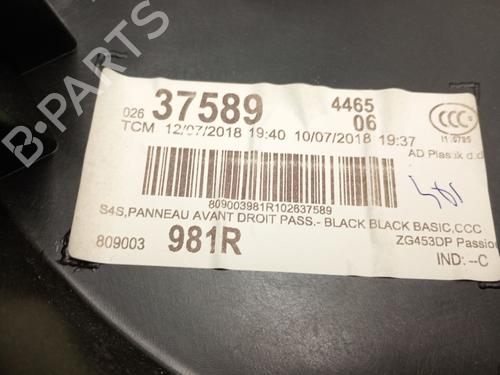 026 37589 4465
06
CCC
TCM 12/07/2018 19:40 10/07/2018 19:37
AD Plastik d.d
809003981R102637589
S4S,PANNEAU AVANT DROIT PASS.- BLACK BLACK BASIC,CCC
809003 981R ZG453DP Passion
IND: --C
B-PARTS